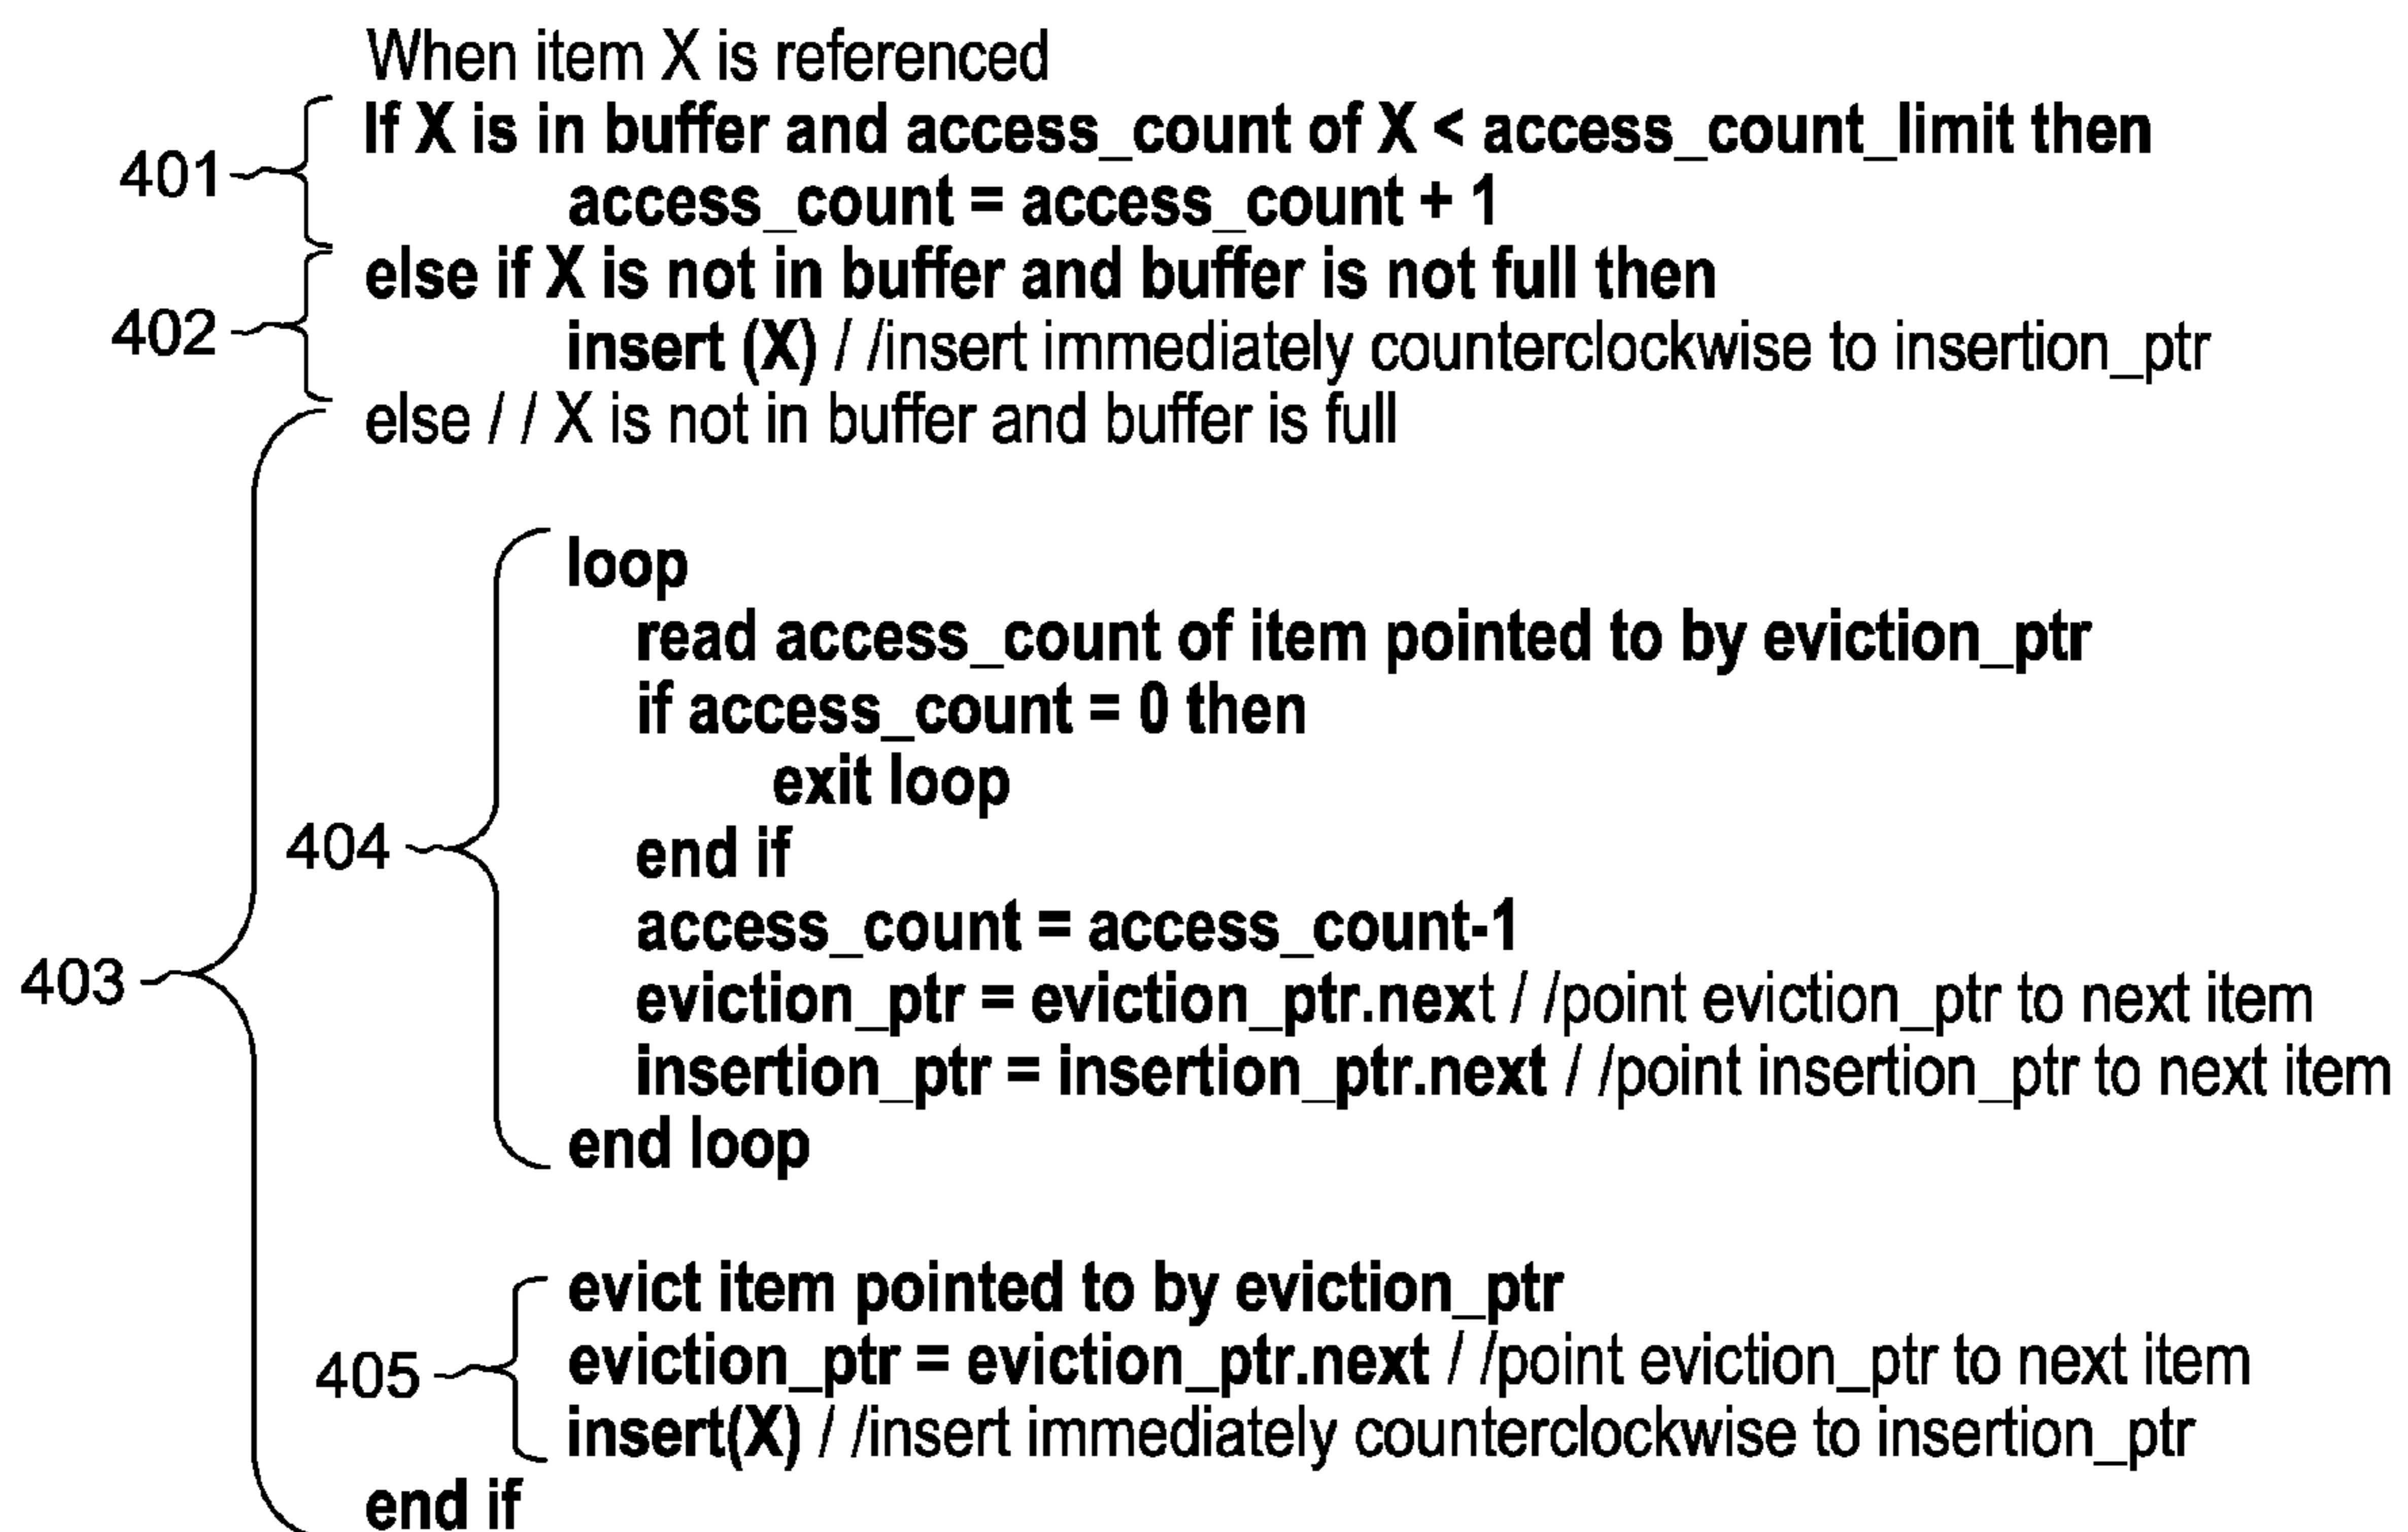 When item X is referenced
401
If X is in buffer and access_count of X < access_count_limit then
access_count = access_count + 1
402
else if X is not in buffer and buffer is not full then
insert (X) / /insert immediately counterclockwise to insertion_ptr
403
else / / X is not in buffer and buffer is full
404
loop
read access_count of item pointed to by eviction_ptr
if access_count = 0 then
exit loop
end if
access_count = access_count-1
eviction_ptr = eviction_ptr.next / /point eviction_ptr to next item
insertion_ptr = insertion_ptr.next / /point insertion_ptr to next item
end loop
405
evict item pointed to by eviction_ptr
eviction_ptr = eviction_ptr.next / /point eviction_ptr to next item
insert(X) / /insert immediately counterclockwise to insertion_ptr
end if